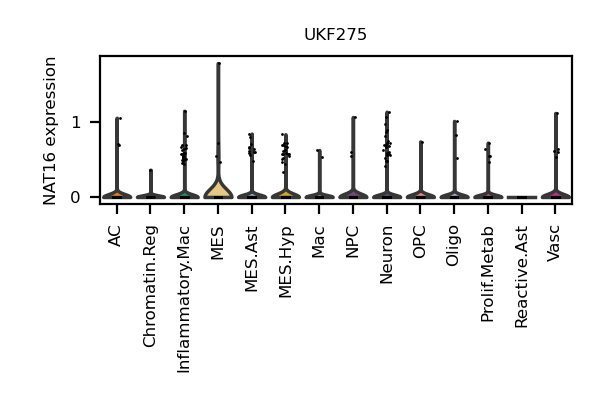 UKF275
NAT16 expression
1
0
AC
Chromatin.Reg
Inflammatory.Mac
MES
MES.Ast
MES.Hyp
Mac
NPC
Neuron
OPC
Oligo
Prolif.Metab
Reactive.Ast
Vasc